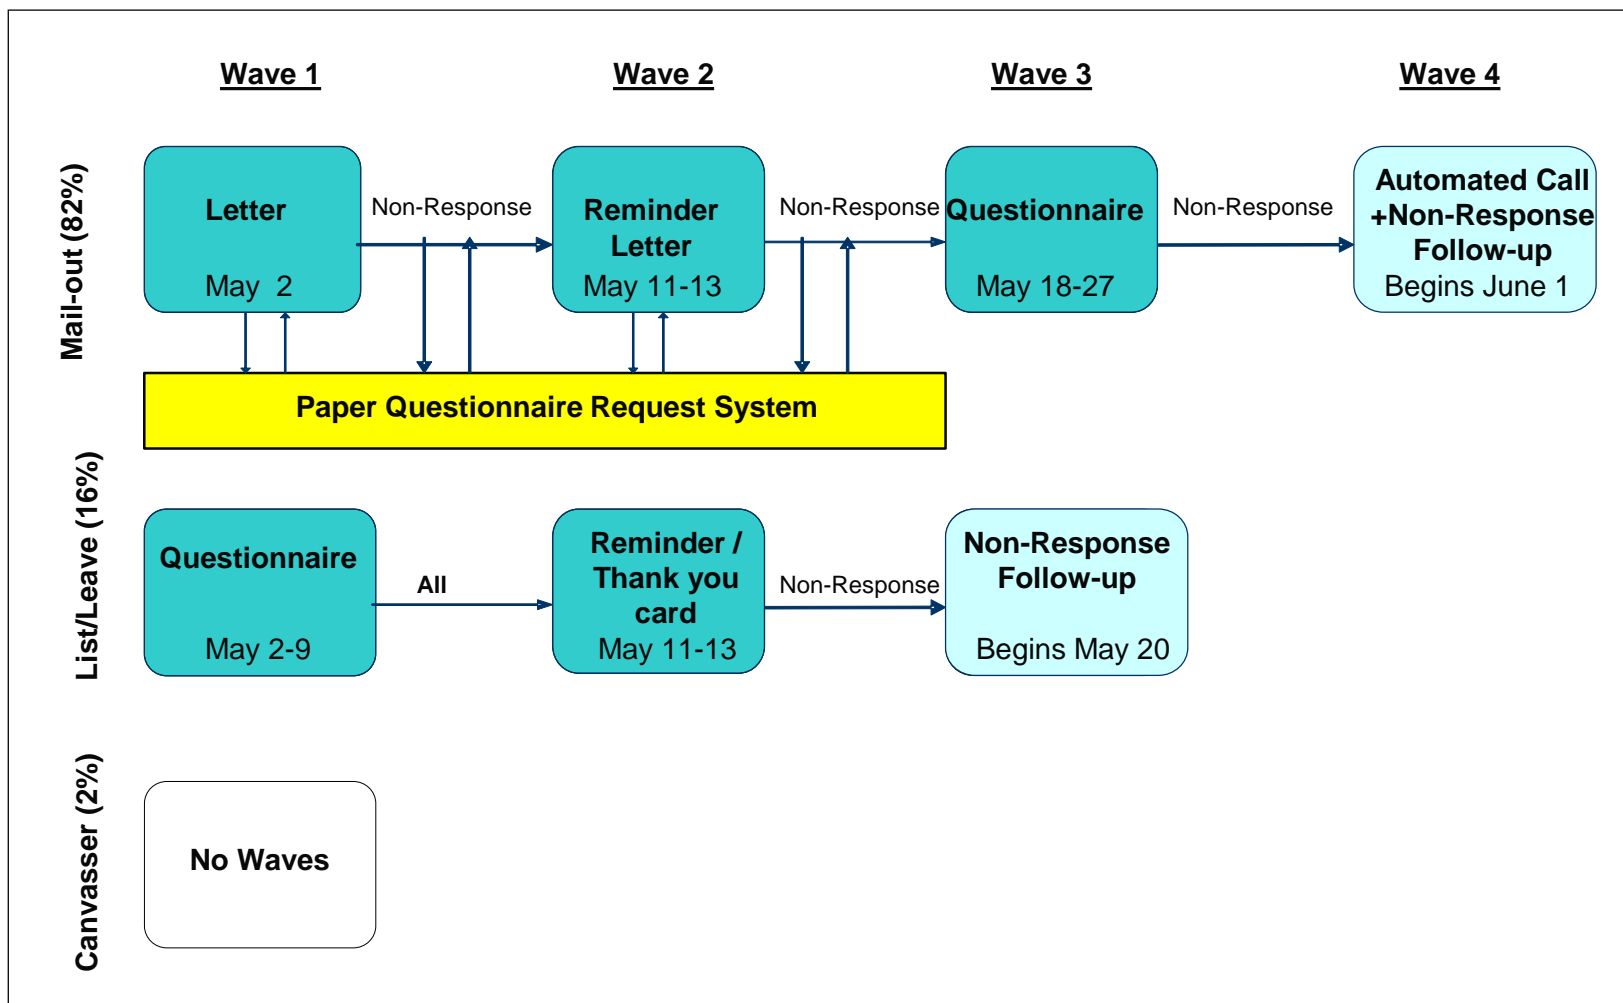 Wave 1
Wave 2
Wave 3
Wave 4
Mail-out (82%)
Letter
May 2
Non-Response
Reminder
Letter
May 11-13
Non-Response
Questionnaire
May 18-27
Non-Response
Automated Call
+Non-Response
Follow-up
Begins June 1
Paper Questionnaire Request System
List/Leave (16%)
Questionnaire
May 2-9
All
Reminder /
Thank you
card
May 11-13
Non-Response
Non-Response
Follow-up
Begins May 20
Canvasser (2%)
No Waves